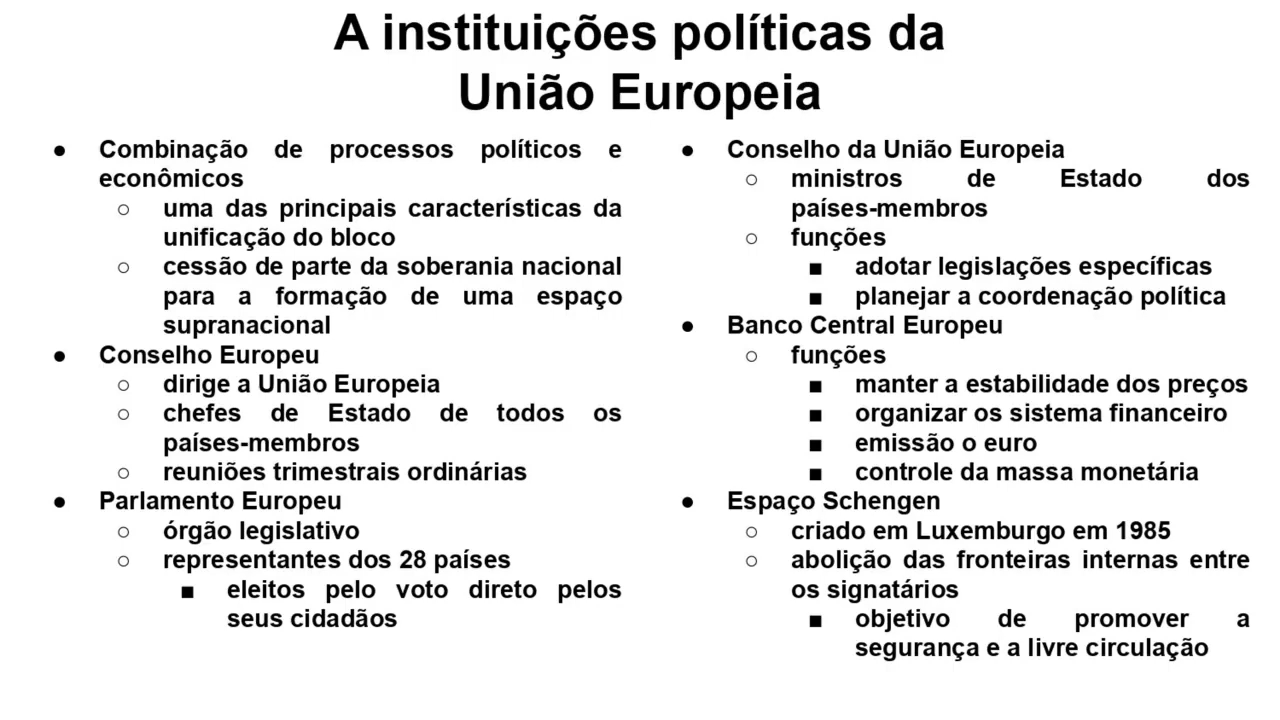 A instituições políticas da
União Europeia
● Combinação de processos políticos e
econômicos
○ uma das principais características da
unificação do bloco
○ cessão de parte da soberania nacional
para a formação de uma espaço
supranacional
● Conselho Europeu
○ dirige a União Europeia
○ chefes de Estado de todos os
países-membros
○ reuniões trimestrais ordinárias
● Parlamento Europeu
○ órgão legislativo
○ representantes dos 28 países
■ eleitos pelo voto direto pelos
seus cidadãos
● Conselho da União Europeia
○ ministros de Estado dos
países-membros
○ funções
■ adotar legislações específicas
■ planejar a coordenação política
● Banco Central Europeu
○ funções
■ manter a estabilidade dos preços
■ organizar os sistema financeiro
■ emissão o euro
■ controle da massa monetária
● Espaço Schengen
○ criado em Luxemburgo em 1985
○ abolição das fronteiras internas entre
os signatários
■ objetivo de promover a
segurança e a livre circulação